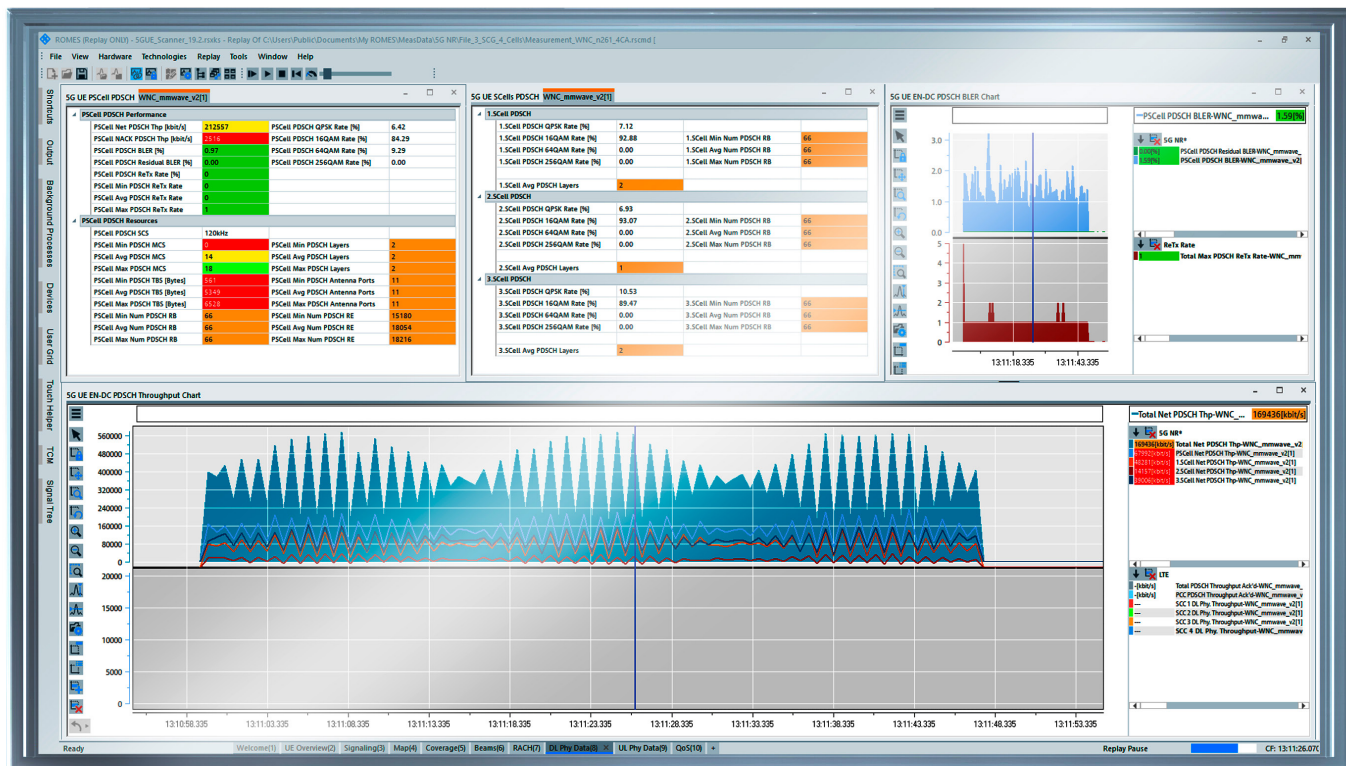 ROMES (Replay ONLY) - 5GUE_Scanner_19.2.rsxks - Replay Of C:\Users\Public\Documents\My ROMES\MeasData\5G NR\File_3_SCG_4_Cells\Measurement_WNC_n261_4CA.rscmd [
File View Hardware Technologies Replay Tools Window Help
Shortcuts
Output
Background Processes
Devices
User Grid
Touch Helper
TCM
Signal Tree
5G UE PSCell PDSCH WNC_mmwave_v2[1]
PSCell PDSCH Performance
PSCell Net PDSCH Thp [kbit/s] 212557 PSCell PDSCH QPSK Rate [%] 6.42
PSCell NACK PDSCH Thp [kbit/s] 2516 PSCell PDSCH 16QAM Rate [%] 84.29
PSCell PDSCH BLER [%] 0.97 PSCell PDSCH 64QAM Rate [%] 9.29
PSCell PDSCH Residual BLER [%] 0.00 PSCell PDSCH 256QAM Rate [%] 0.00
PSCell PDSCH ReTx Rate [%] 0
PSCell Min PDSCH ReTx Rate 0
PSCell Avg PDSCH ReTx Rate 0
PSCell Max PDSCH ReTx Rate 1
PSCell PDSCH Resources
PSCell PDSCH SCS 120kHz
PSCell Min PDSCH MCS 0 PSCell Min PDSCH Layers 2
PSCell Avg PDSCH MCS 14 PSCell Avg PDSCH Layers 2
PSCell Max PDSCH MCS 18 PSCell Max PDSCH Layers 2
PSCell Min PDSCH TBS [Bytes] 561 PSCell Min PDSCH Antenna Ports 11
PSCell Avg PDSCH TBS [Bytes] 5349 PSCell Avg PDSCH Antenna Ports 11
PSCell Max PDSCH TBS [Bytes] 6528 PSCell Max PDSCH Antenna Ports 11
PSCell Min Num PDSCH RB 66 PSCell Min Num PDSCH RE 15180
PSCell Avg Num PDSCH RB 66 PSCell Avg Num PDSCH RE 18054
PSCell Max Num PDSCH RB 66 PSCell Max Num PDSCH RE 18216
5G UE SCells PDSCH WNC_mmwave_v2[1]
1.SCell PDSCH
1.SCell PDSCH QPSK Rate [%] 7.12
1.SCell PDSCH 16QAM Rate [%] 92.88 1.SCell Min Num PDSCH RB 66
1.SCell PDSCH 64QAM Rate [%] 0.00 1.SCell Avg Num PDSCH RB 66
1.SCell PDSCH 256QAM Rate [%] 0.00 1.SCell Max Num PDSCH RB 66
1.SCell Avg PDSCH Layers 2
2.SCell PDSCH
2.SCell PDSCH QPSK Rate [%] 6.93
2.SCell PDSCH 16QAM Rate [%] 93.07 2.SCell Min Num PDSCH RB 66
2.SCell PDSCH 64QAM Rate [%] 0.00 2.SCell Avg Num PDSCH RB 66
2.SCell PDSCH 256QAM Rate [%] 0.00 2.SCell Max Num PDSCH RB 66
2.SCell Avg PDSCH Layers 1
3.SCell PDSCH
3.SCell PDSCH QPSK Rate [%] 10.53
3.SCell PDSCH 16QAM Rate [%] 89.47 3.SCell Min Num PDSCH RB 66
3.SCell PDSCH 64QAM Rate [%] 0.00 3.SCell Avg Num PDSCH RB 66
3.SCell PDSCH 256QAM Rate [%] 0.00 3.SCell Max Num PDSCH RB 66
3.SCell Avg PDSCH Layers 2
5G UE EN-DC PDSCH BLER Chart
3.0
2.0
1.0
0.0
5
4
3
2
1
0
13:11:18.335 13:11:43.335
PSCell PDSCH BLER-WNC_mmwa... 1.59[%]
5G NR*
0.00[%] PSCell PDSCH Residual BLER-WNC_mmwave_
1.59[%] PSCell PDSCH BLER-WNC_mmwave_v2[
ReTx Rate
1 Total Max PDSCH ReTx Rate-WNC_mm
5G UE EN-DC PDSCH Throughput Chart
560000
480000
400000
320000
240000
160000
80000
0
20000
15000
10000
5000
0
13:10:58.335 13:11:03.335 13:11:08.335 13:11:13.335 13:11:18.335 13:11:23.335 13:11:28.335 13:11:33.335 13:11:38.335 13:11:43.335 13:11:48.335 13:11:53.335
Total Net PDSCH Thp-WNC_... 169436[kbit/s]
5G NR*
169436[kbit/s] Total Net PDSCH Thp-WNC_mmwave_v2
67992[kbit/s] PSCell Net PDSCH Thp-WNC_mmwave_v2[1]
48281[kbit/s] 1.SCell Net PDSCH Thp-WNC_mmwave_v2[1]
14157[kbit/s] 2.SCell Net PDSCH Thp-WNC_mmwave_v2[1]
39006[kbit/s] 3.SCell Net PDSCH Thp-WNC_mmwave_v2[1]
LTE
-[kbit/s] Total PDSCH Throughput Ack'd-WNC_mmwave_
-[kbit/s] PCC PDSCH Throughput Ack'd-WNC_mmwave_v
--- SCC 1 DL Phy. Throughput-WNC_mmwave_v2[1]
--- SCC 2 DL Phy. Throughput-WNC_mmwave_v2[1]
--- SCC 3 DL Phy. Throughput-WNC_mmwave_v2[1]
--- SCC 4 DL Phy. Throughput-WNC_mmwav
Ready Welcome(1) UE Overview(2) Signaling(3) Map(4) Coverage(5) Beams(6) RACH(7) DL Phy Data(8) × UL Phy Data(9) QoS(10) + Replay Pause CF: 13:11:26.070